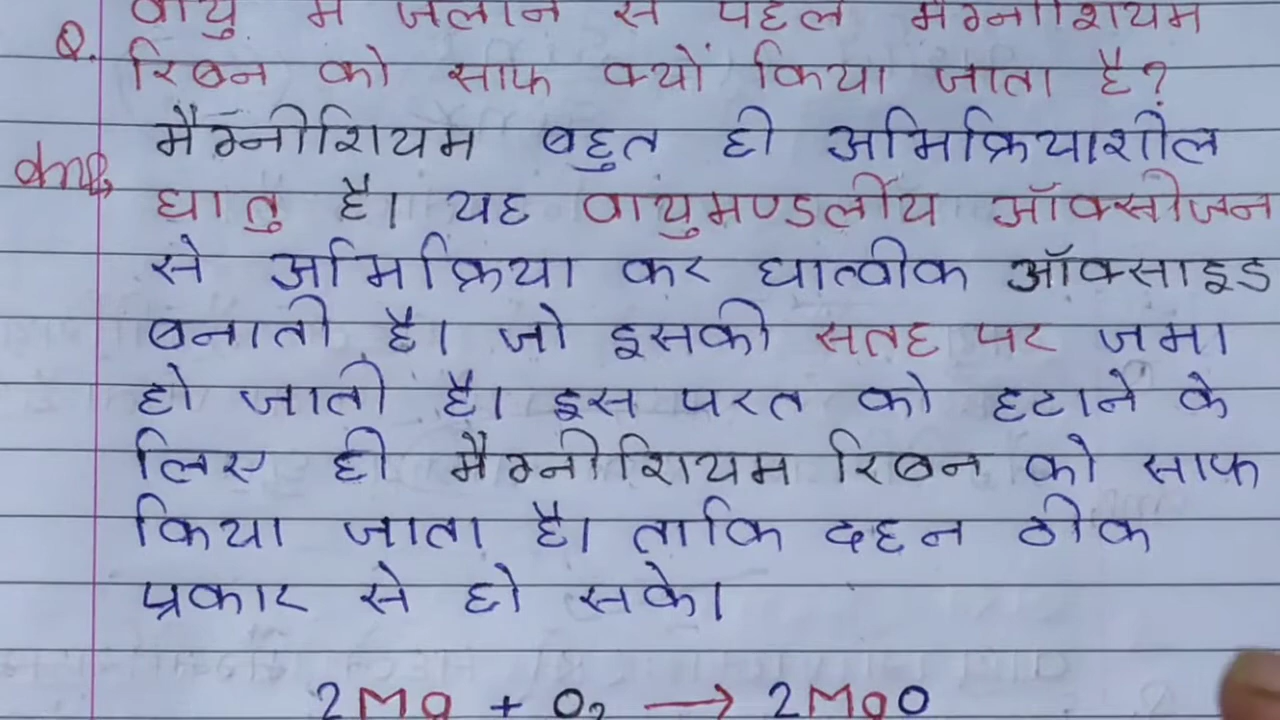 Q. वायु में जलाने से पहले मैग्नीशियम
रिबन को साफ क्यों किया जाता है?
Ans, मैग्नीशियम बहुत ही अभिक्रियाशील
धातु है। यह वायुमण्डलीय ऑक्सीजन
से अभिक्रिया कर धात्वीक ऑक्साइड
बनाती है। जो इसकी सतह पर जमा
हो जाती है। इस परत को हटाने के
लिए ही मैग्नीशियम रिबन को साफ
किया जाता है। ताकि दहन ठीक
प्रकार से हो सके।
2Mg + O₂ → 2MgO